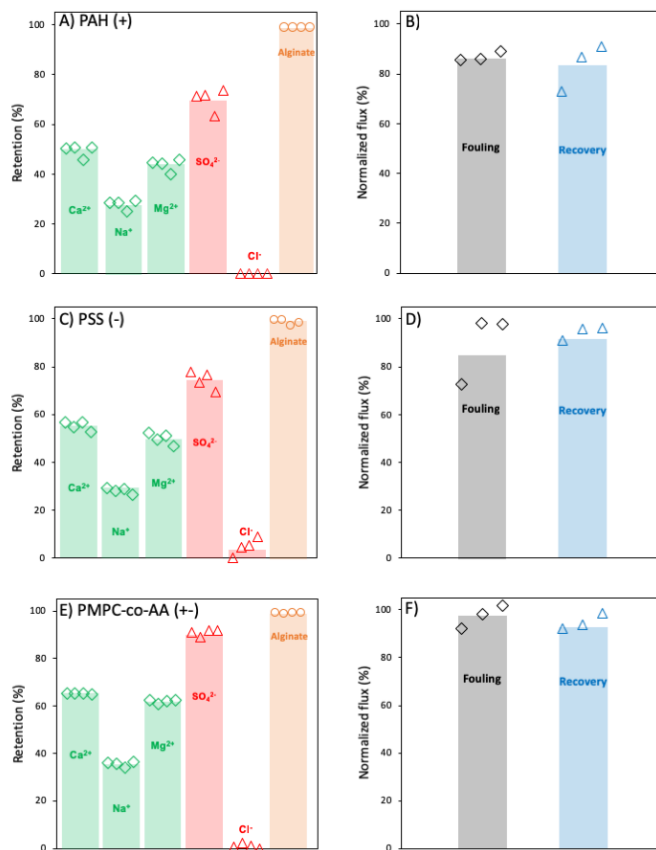 A) PAH (+)
Retention (%)
100
80
60
40
20
0
Ca²⁺
Na⁺
Mg²⁺
SO₄²⁻
Cl⁻
Alginate
B)
Normalized flux (%)
100
80
60
40
20
0
Fouling
Recovery
C) PSS (-)
Retention (%)
100
80
60
40
20
0
Ca²⁺
Na⁺
Mg²⁺
SO₄²⁻
Cl⁻
Alginate
D)
Normalized flux (%)
100
80
60
40
20
0
Fouling
Recovery
E) PMPC-co-AA (+-)
Retention (%)
100
80
60
40
20
0
Ca²⁺
Na⁺
Mg²⁺
SO₄²⁻
Cl⁻
Alginate
F)
Normalized flux (%)
100
80
60
40
20
0
Fouling
Recovery